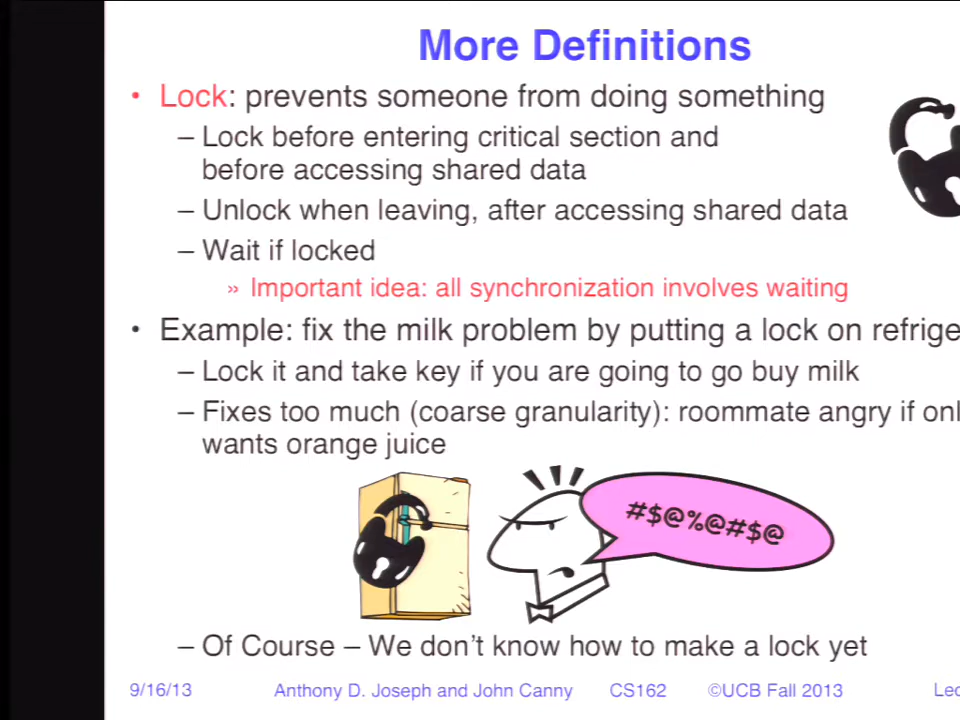 More Definitions
• Lock: prevents someone from doing something
– Lock before entering critical section and
before accessing shared data
– Unlock when leaving, after accessing shared data
– Wait if locked
» Important idea: all synchronization involves waiting
• Example: fix the milk problem by putting a lock on
– Lock it and take key if you are going to go buy milk
– Fixes too much (coarse granularity): roommate angry if
wants orange juice
#$@%@#$@
– Of Course – We don't know how to make a lock yet
9/16/13 Anthony D. Joseph and John Canny CS162 ©UCB Fall 2013